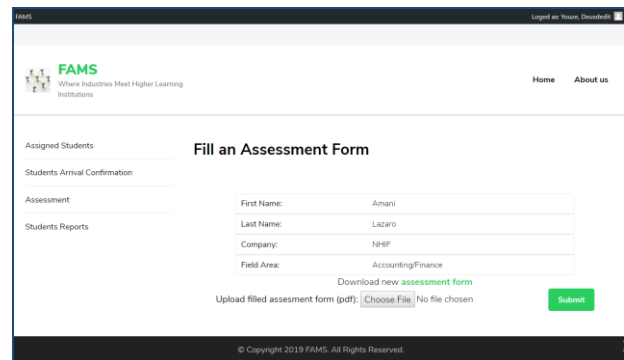 FAMS
Loged as: Youze, Deusdedit
FAMS
Where Industries Meet Higher Learning
Institutions
Home About us
Assigned Students
Students Arrival Confirmation
Assessment
Students Reports
Fill an Assessment Form
First Name: Amani
Last Name: Lazaro
Company: NHIF
Field Area: Accounting/Finance
Download new assessment form
Upload filled assesment form (pdf): Choose File No file chosen
Submit
© Copyright 2019 FAMS. All Rights Reserved.